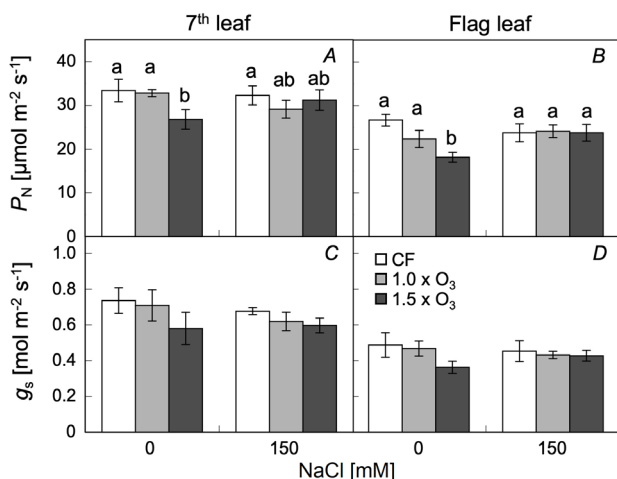 7th leaf
Flag leaf
A
B
50
40
30
20
10
0
PN [µmol m-2 s-1]
a a b a ab ab
a a b a a a
C
D
1.0
0.8
0.6
0.4
0.2
0
gs [mol m-2 s-1]
CF
1.0 x O3
1.5 x O3
0 150 0 150
NaCl [mM]